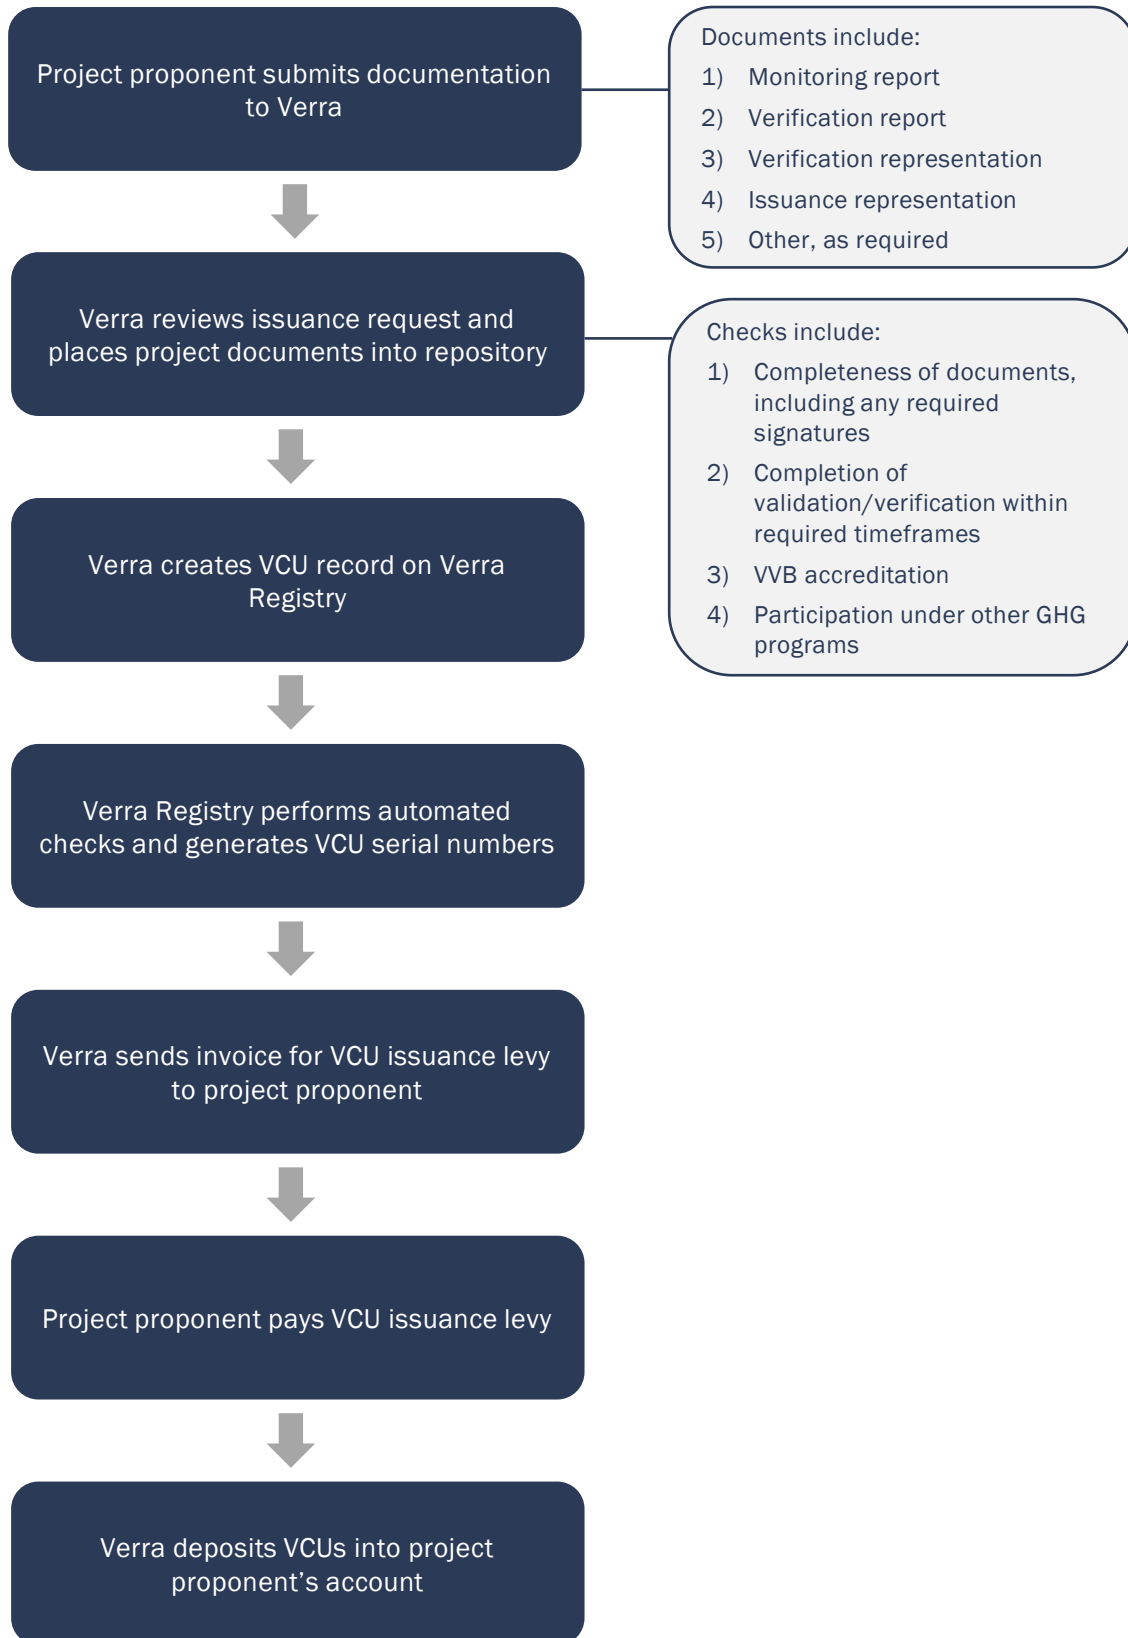 Project proponent submits documentation
to Verra
Documents include:
1) Monitoring report
2) Verification report
3) Verification representation
4) Issuance representation
5) Other, as required
Verra reviews issuance request and
places project documents into repository
Checks include:
1) Completeness of documents,
including any required
signatures
2) Completion of
validation/verification within
required timeframes
3) VVB accreditation
4) Participation under other GHG
programs
Verra creates VCU record on Verra
Registry
Verra Registry performs automated
checks and generates VCU serial numbers
Verra sends invoice for VCU issuance levy
to project proponent
Project proponent pays VCU issuance levy
Verra deposits VCUs into project
proponent’s account